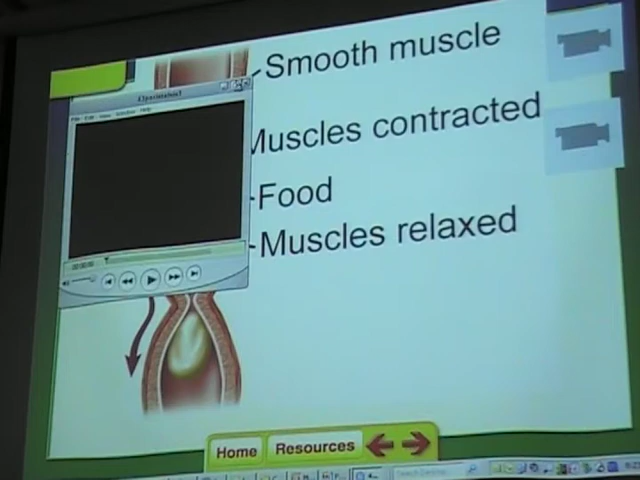 Smooth muscle
Muscles contracted
Food
Muscles relaxed
Home
Resources